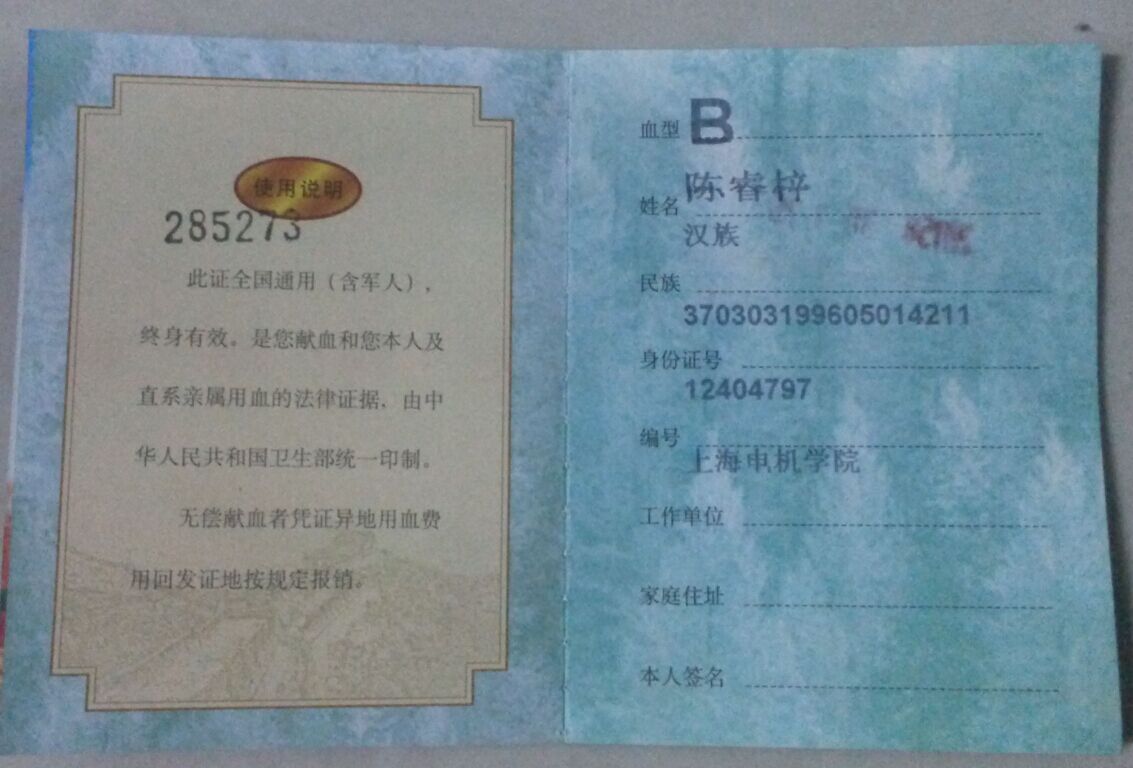 使用说明
285273
此证全国通用（含军人），
终身有效。是您献血和您本人及
直系亲属用血的法律证据，由中
华人民共和国卫生部统一印制。
无偿献血者凭证异地用血费
用回发证地按规定报销。
血型 B
姓名 陈睿梓
民族 汉族
身份证号 370303199605014211
编号 12404797
工作单位 上海电机学院
家庭住址
本人签名